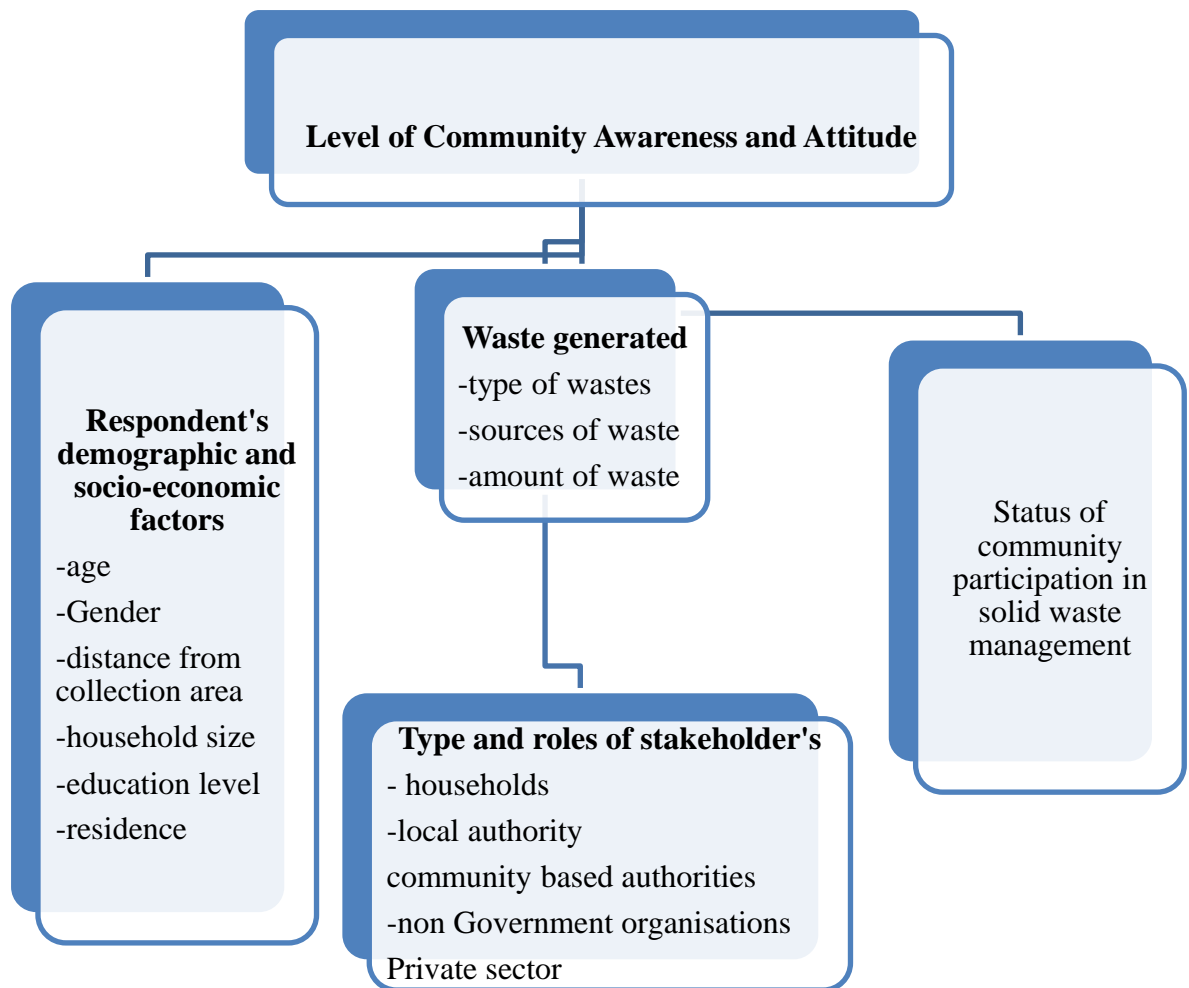 Level of Community Awareness and Attitude
Respondent's
demographic and
socio-economic
factors
-age
-Gender
-distance from
collection area
-household size
-education level
-residence
Waste generated
-type of wastes
-sources of waste
-amount of waste
Type and roles of stakeholder's
- households
-local authority
community based authorities
-non Government organisations
Private sector
Status of
community
participation in
solid waste
management